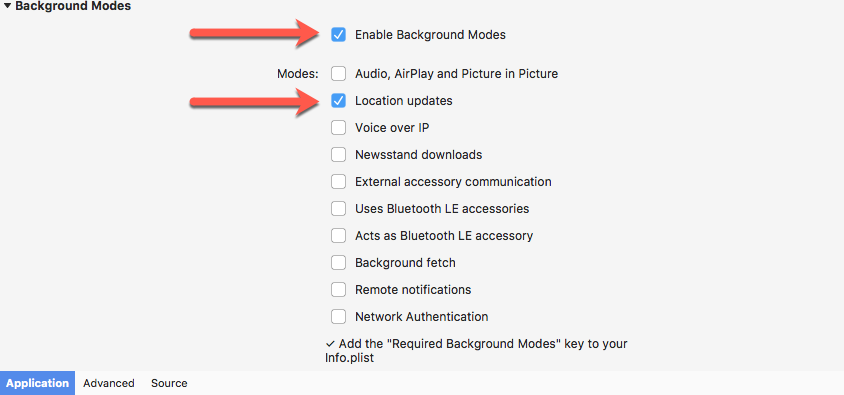 Background Modes
Enable Background Modes
Modes: Audio, AirPlay and Picture in Picture
Location updates
Voice over IP
Newsstand downloads
External accessory communication
Uses Bluetooth LE accessories
Acts as Bluetooth LE accessory
Background fetch
Remote notifications
Network Authentication
✓ Add the "Required Background Modes" key to your
Info.plist
Application Advanced Source